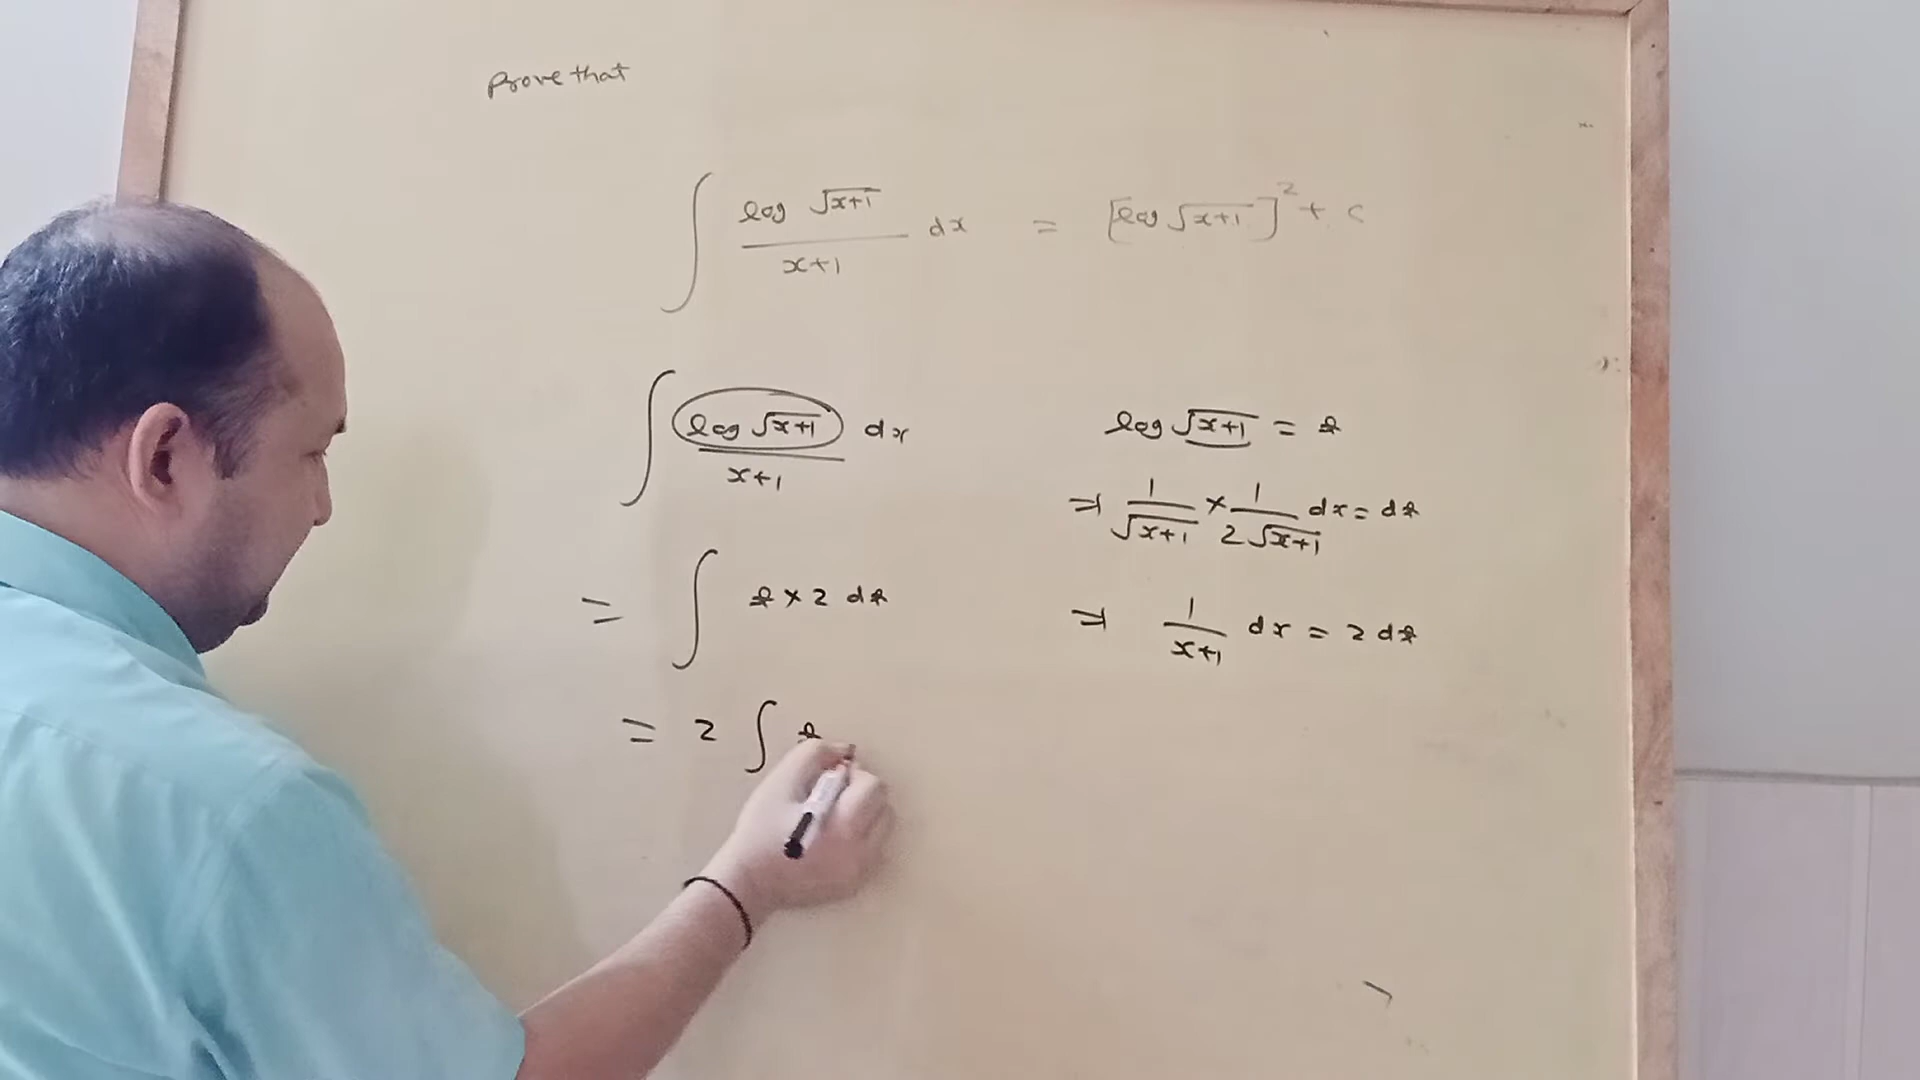 Prove that
∫ log √(x+1) / (x+1) dx = [log √(x+1)]² + c
∫ log √(x+1) / (x+1) dx
log √(x+1) = t
⇒ 1/√(x+1) × 1/(2√(x+1)) dx = dt
= ∫ t × 2 dt
⇒ 1/(x+1) dx = 2 dt
= 2 ∫ t